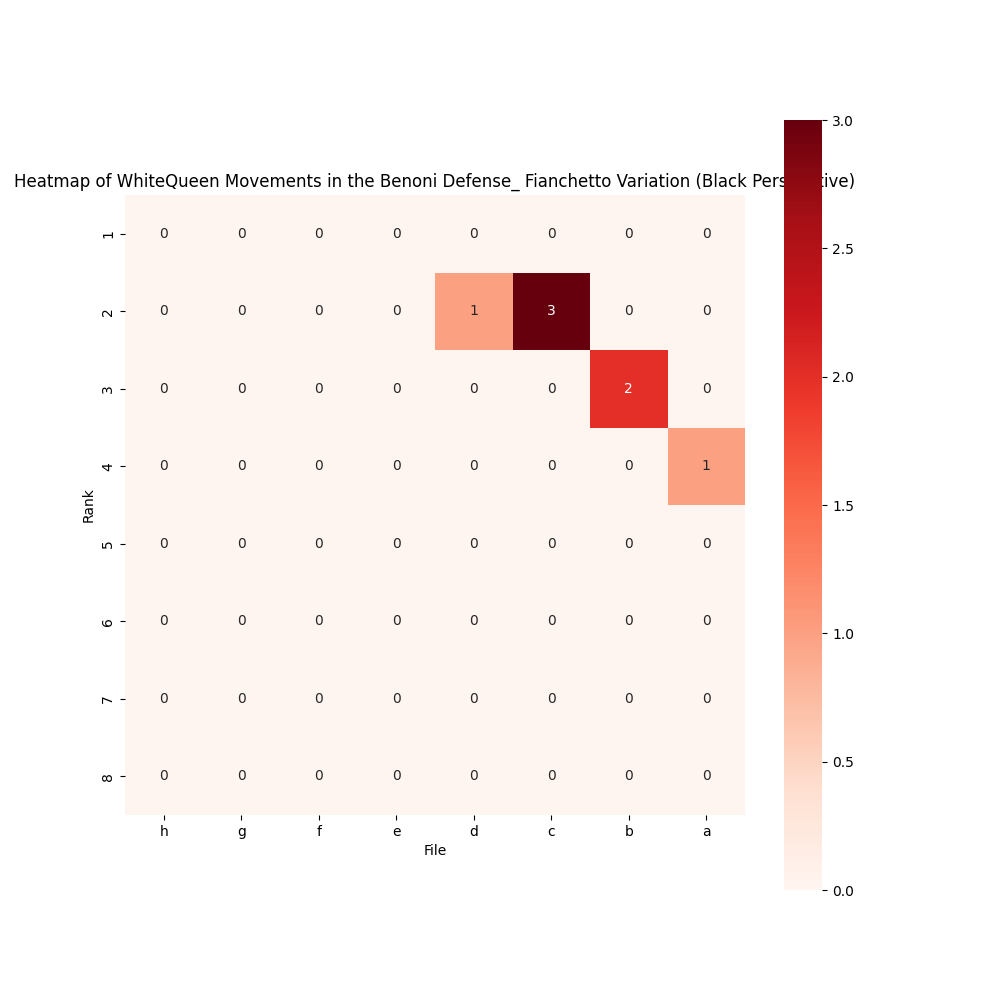 3.0
Heatmap of WhiteQueen Movements in the Benoni Defense_ Fianchetto Variation (Black Perspective)
1 0 0 0 0 0 0 0 0
2.5
2 0 0 0 0 1 3 0 0
2.0
3 0 0 0 0 0 0 2 0
4 0 0 0 0 0 0 0 1
1.5
Rank
5 0 0 0 0 0 0 0 0
6 0 0 0 0 0 0 0 0
1.0
7 0 0 0 0 0 0 0 0
0.5
8 0 0 0 0 0 0 0 0
h g f e d c b a
File
0.0